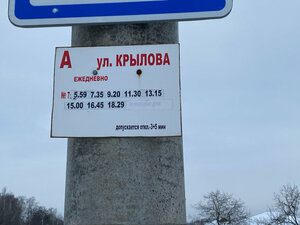 А ул. КРЫЛОВА
ЕЖЕДНЕВНО
№ 7. 5.59 7.35 9.20 11.30 13.15
15.00 16.45 18.29
допускается откл.-3+5 мин